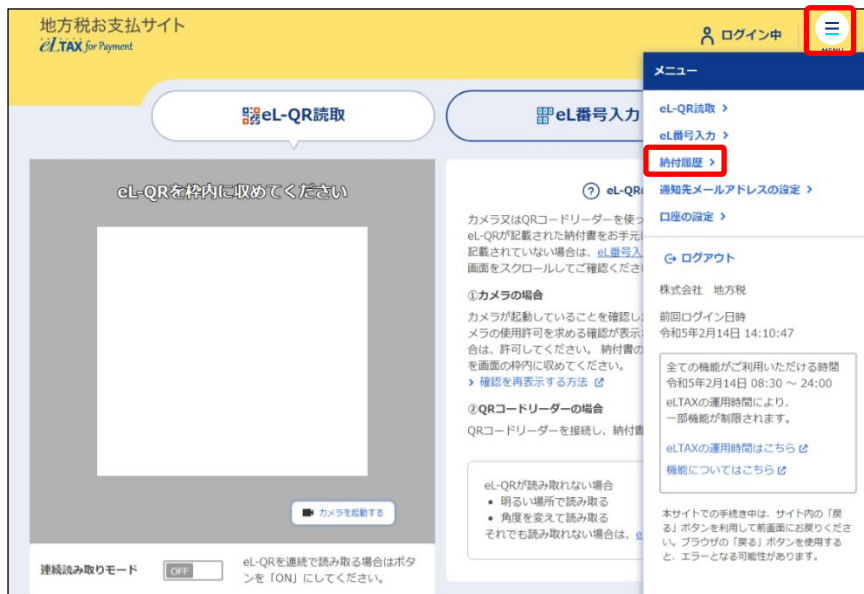 地方税お支払サイト
eLTAX for Payment
ログイン中
MENU
eL-QR読取
eL番号入力
eL-QRを枠内に収めてください
カメラを起動する
連続読み取りモード
OFF
eL-QRを連続で読み取る場合はボタ
ンを「ON」にしてください。
? eL-QR
カメラ又はQRコードリーダーを使っ
eL-QRが記載された納付書をお手元
記載されていない場合は、eL番号入
画面をスクロールしてご確認くださ
①カメラの場合
カメラが起動していることを確認し
メラの使用許可を求める確認が表示
合は、許可してください。 納付書の
を画面の枠内に収めてください。
> 確認を再表示する方法
②QRコードリーダーの場合
QRコードリーダーを接続し、納付書
eL-QRが読み取れない場合
• 明るい場所で読み取る
• 角度を変えて読み取る
それでも読み取れない場合は、
メニュー
eL-QR読取 >
eL番号入力 >
納付履歴 >
通知先メールアドレスの設定 >
口座の設定 >
ログアウト
株式会社 地方税
前回ログイン日時
令和5年2月14日 14:10:47
全ての機能がご利用いただける時間
令和5年2月14日 08:30 ～ 24:00
eLTAXの運用時間により、
一部機能が制限されます。
eLTAXの運用時間はこちら
機能についてはこちら
本サイトでの手続き中は、サイト内の「戻
る」ボタンを利用して前画面にお戻りくださ
い。ブラウザの「戻る」ボタンを使用する
と、エラーとなる可能性があります。